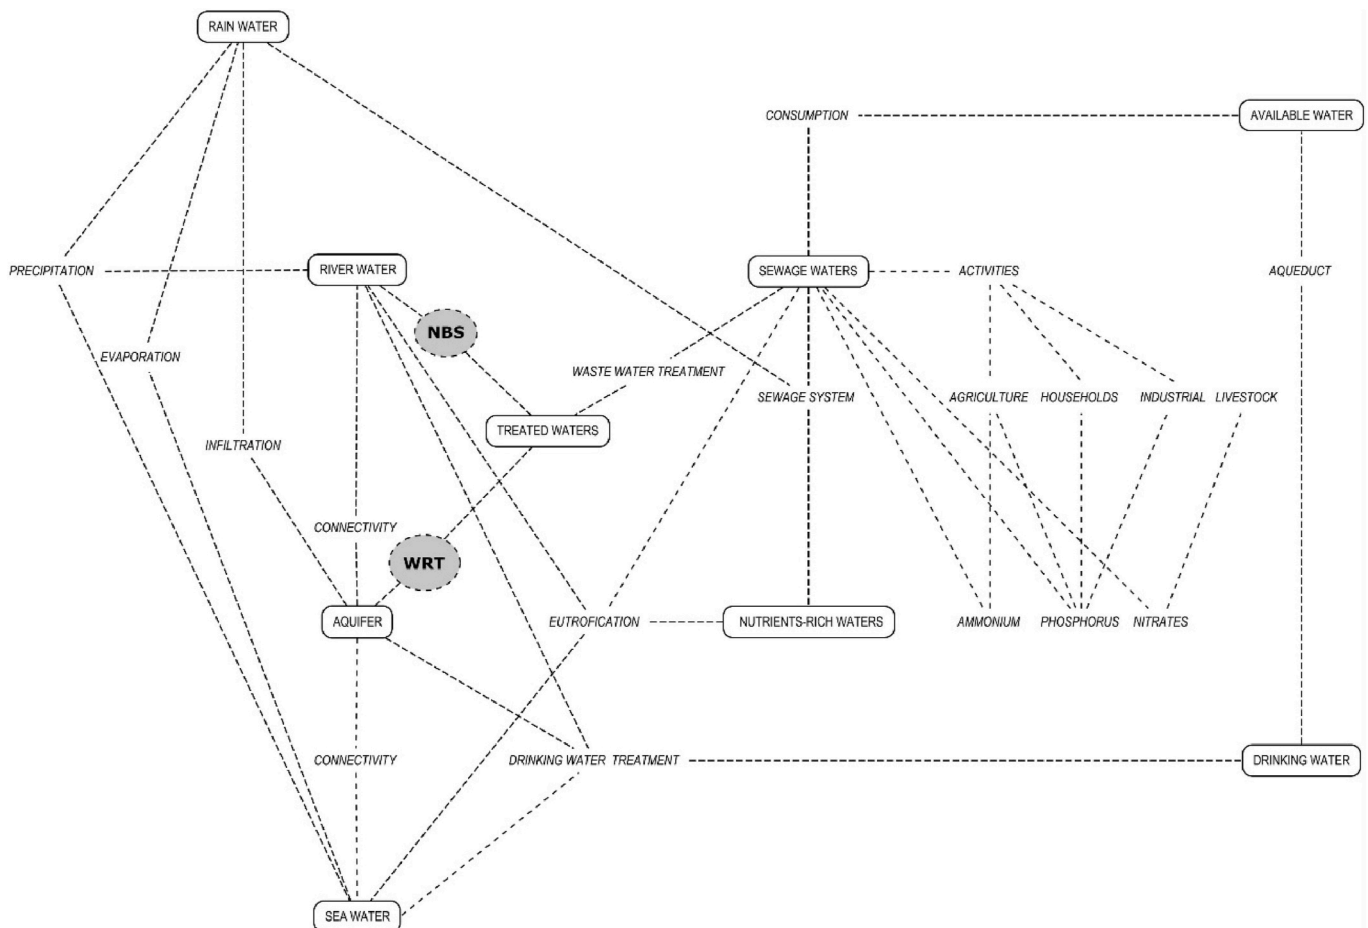 RAIN WATER
CONSUMPTION
AVAILABLE WATER
PRECIPITATION
RIVER WATER
SEWAGE WATERS
ACTIVITIES
AQUEDUCT
NBS
EVAPORATION
WASTE WATER TREATMENT
SEWAGE SYSTEM
AGRICULTURE
HOUSEHOLDS
INDUSTRIAL
LIVESTOCK
TREATED WATERS
INFILTRATION
CONNECTIVITY
WRT
AQUIFER
EUTROFICATION
NUTRIENTS-RICH WATERS
AMMONIUM
PHOSPHORUS
NITRATES
CONNECTIVITY
DRINKING WATER TREATMENT
DRINKING WATER
SEA WATER